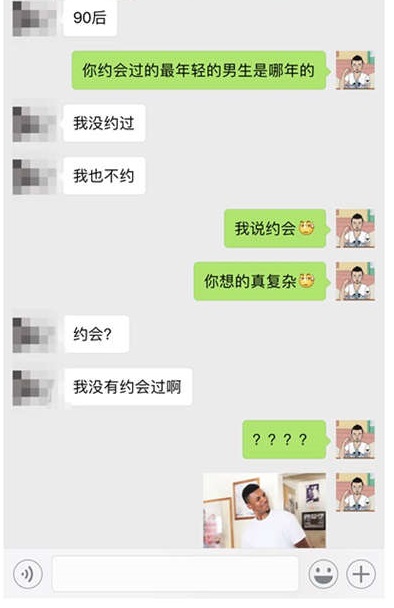 90后
你约会过的最年轻的男生是哪年的
我没约过
我也不约
我说约会
你想的真复杂
约会?
我没有约会过啊
????